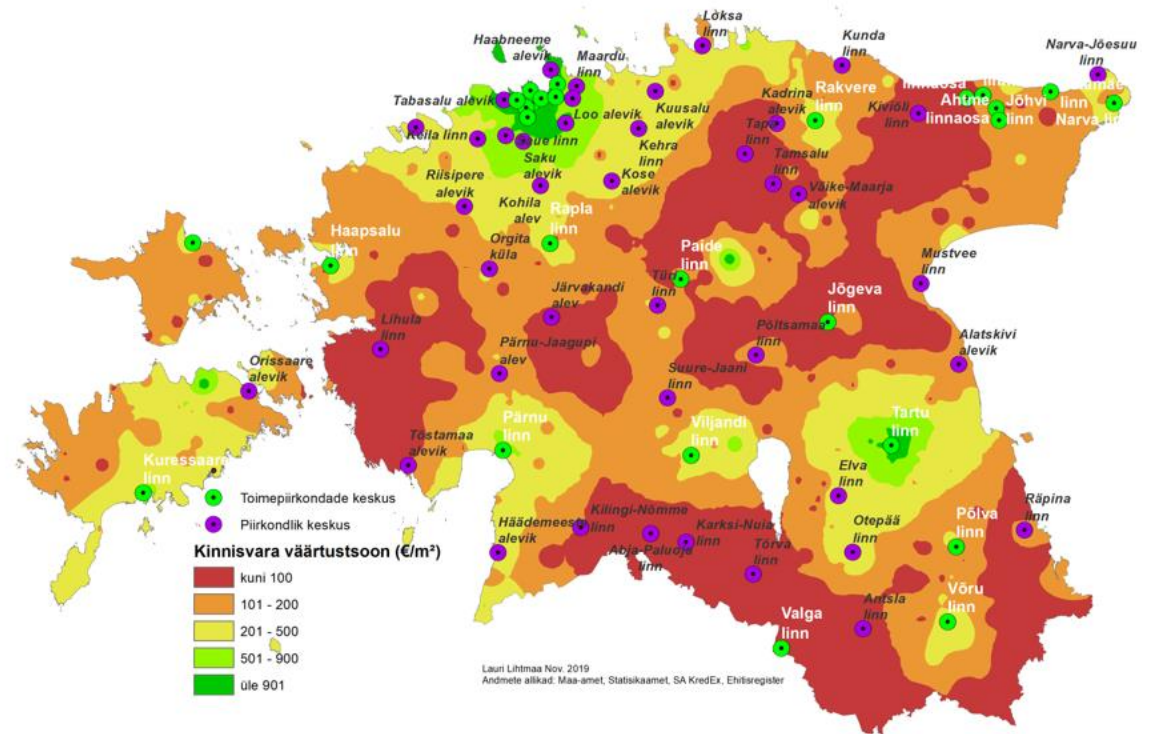 Loksa
linn
Haabneeme
alevik
Maardu
linn
Kunda
linn
Narva-Jõesuu
linn
Tabasalu alevik
Kuusalu
alevik
Kadrina
alevik
Rakvere
linn
linnaosa
Kiviõli
linn
Ahtme
linnaosa
Jõhvi
linn
linn
Narva linn
Loo alevik
Keila linn
Kehra
linn
Tapa
linn
Saku
alevik
Kose
alevik
Tamsalu
linn
Väike-Maarja
alevik
Riisipere
alevik
Kohila
alev
Rapla
linn
Haapsalu
linn
Orgita
küla
Paide
linn
Mustvee
linn
Türi
linn
Järvakandi
alev
Jõgeva
linn
Lihula
linn
Põltsamaa
linn
Alatskivi
alevik
Pärnu-Jaagupi
alev
Orissaare
alevik
Suure-Jaani
linn
Pärnu
linn
Viljandi
linn
Tartu
linn
Tõstamaa
alevik
Kuressaare
linn
Elva
linn
Räpina
linn
Toimepiirkondade keskus
Piirkondlik keskus
Kilingi-Nõmme
linn
Häädemeeste
alevik
Karksi-Nuia
linn
Abja-Paluoja
linn
Tõrva
linn
Otepää
linn
Põlva
linn
Kinnisvara väärtustsoon (€/m²)
kuni 100
101 - 200
201 - 500
501 - 900
üle 901
Antsla
linn
Võru
linn
Valga
linn
Lauri Lihtmaa Nov. 2019
Andmete allikad: Maa-amet, Statisikaamet, SA KredEx, Ehitisregister